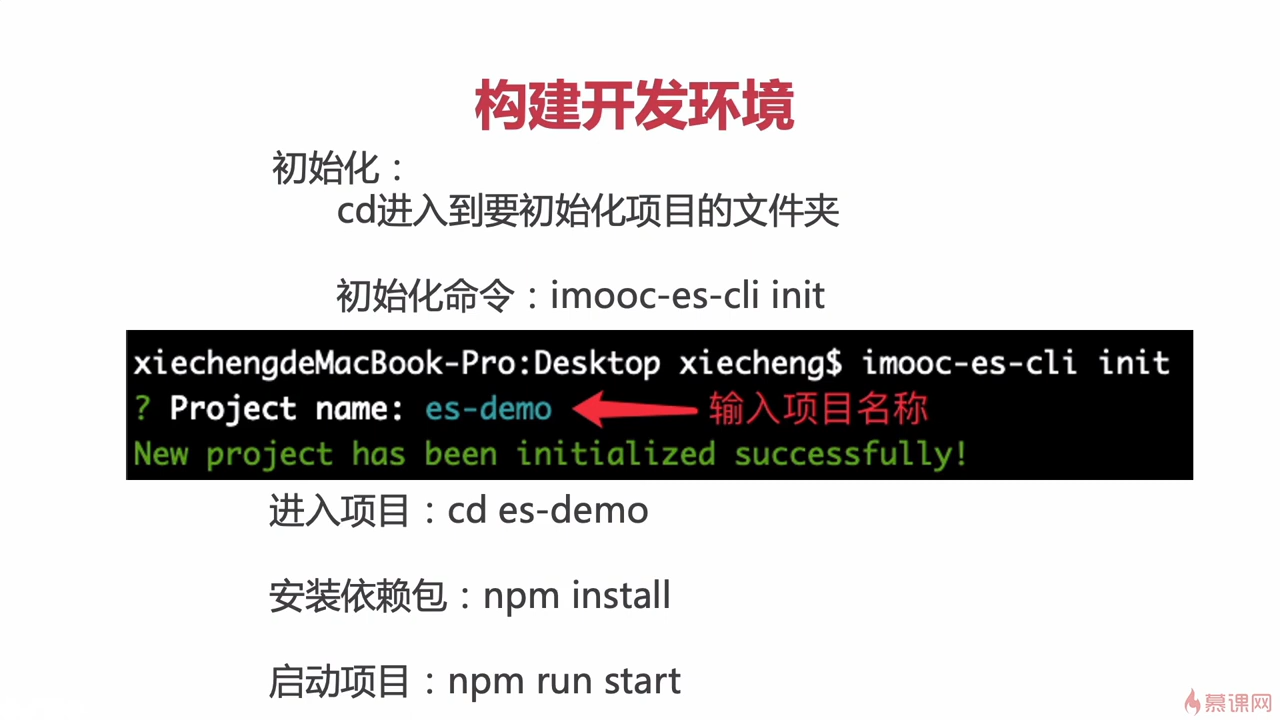 构建开发环境
初始化：
cd进入到要初始化项目的文件夹
初始化命令：imooc-es-cli init
xiechengdeMacBook-Pro:Desktop xiecheng$ imooc-es-cli init
? Project name: es-demo 输入项目名称
New project has been initialized successfully!
进入项目：cd es-demo
安装依赖包：npm install
启动项目：npm run start
慕课网